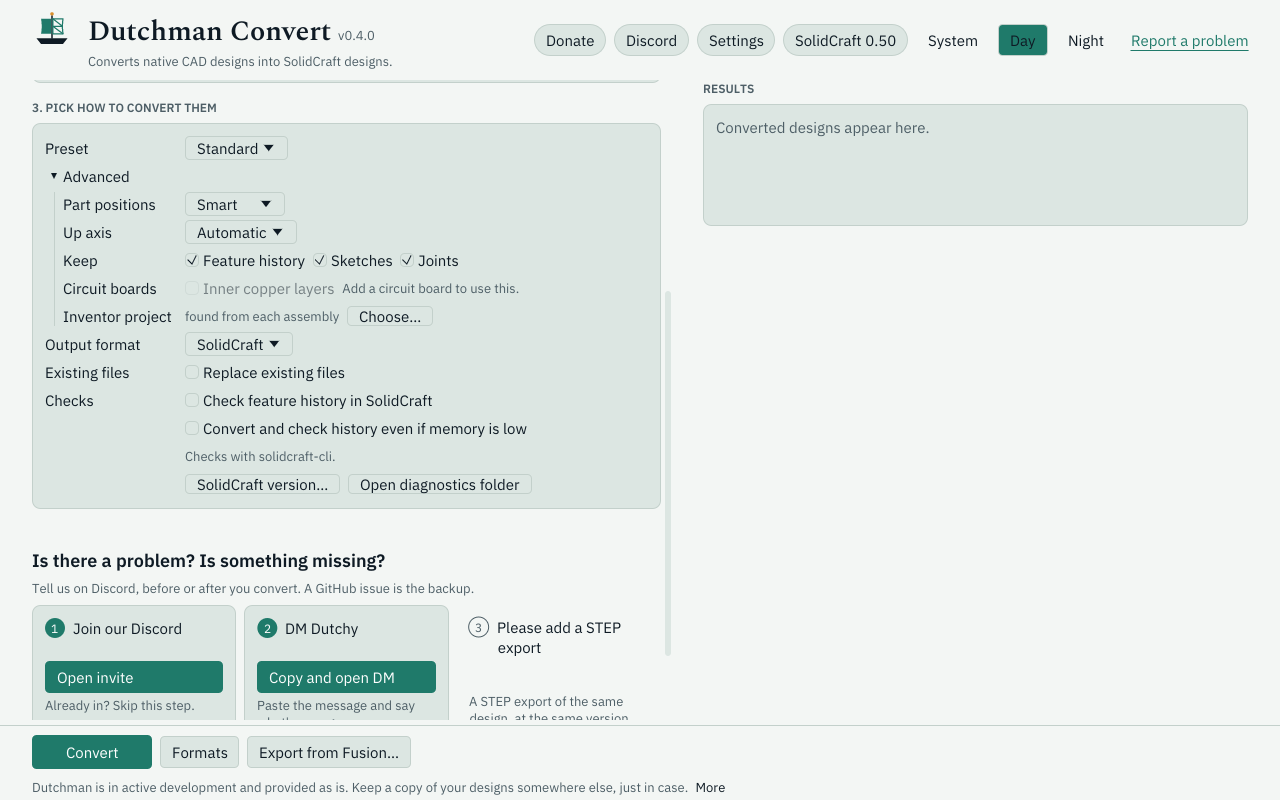 Dutchman Convert v0.4.0
Converts native CAD designs into SolidCraft designs.
Donate
Discord
Settings
SolidCraft 0.50
System
Day
Night
Report a problem
3. PICK HOW TO CONVERT THEM
Preset Standard
Advanced
Part positions Smart
Up axis Automatic
Keep Feature history Sketches Joints
Circuit boards Inner copper layers Add a circuit board to use this.
Inventor project found from each assembly Choose...
Output format SolidCraft
Existing files Replace existing files
Checks Check feature history in SolidCraft
Convert and check history even if memory is low
Checks with solidcraft-cli.
SolidCraft version... Open diagnostics folder
RESULTS
Converted designs appear here.
Is there a problem? Is something missing?
Tell us on Discord, before or after you convert. A GitHub issue is the backup.
1 Join our Discord
Open invite
Already in? Skip this step.
2 DM Dutchy
Copy and open DM
Paste the message and say
3 Please add a STEP
export
A STEP export of the same
design, at the same version
Convert
Formats
Export from Fusion...
Dutchman is in active development and provided as is. Keep a copy of your designs somewhere else, just in case. More